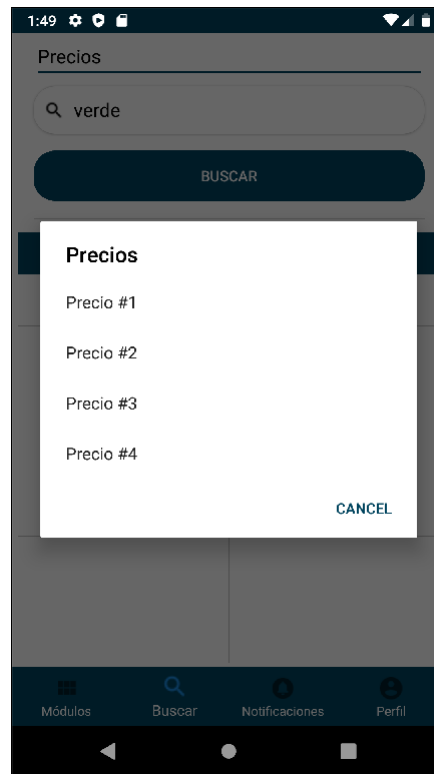 1:49
Precios
verde
BUSCAR
Precios
Precio #1
Precio #2
Precio #3
Precio #4
CANCEL
Módulos Buscar Notificaciones Perfil